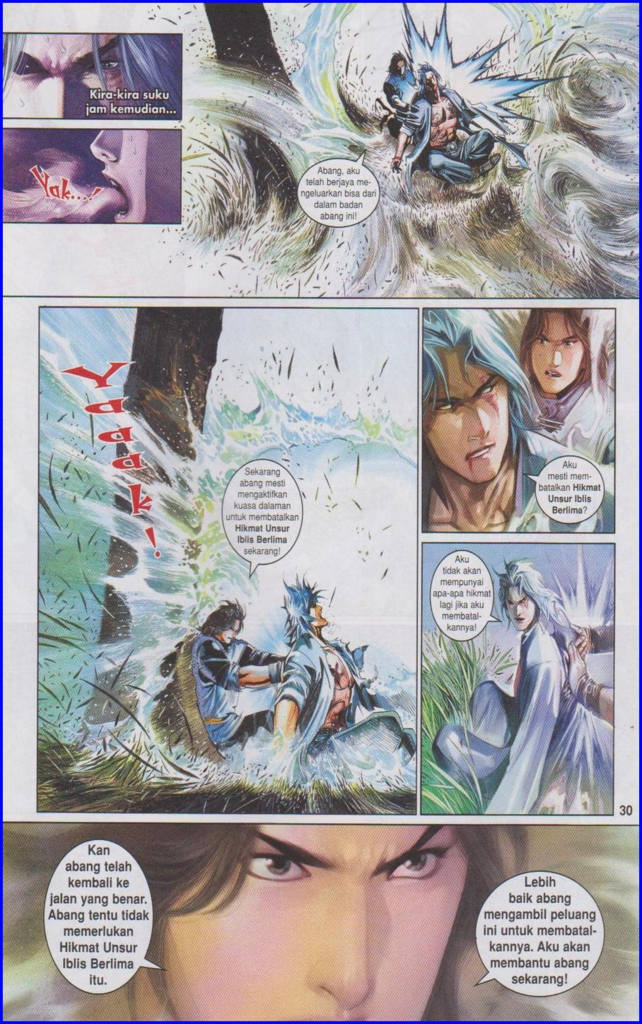 Kira-kira suku
jam kemudian...
Yak...!
Abang, aku
telah berjaya me-
ngeluarkan bisa dari
dalam badan
abang ini!
Yaaak!
Sekarang
abang mesti
mengaktifkan
kuasa dalaman
untuk membatalkan
Hikmat Unsur
Iblis Berlima
sekarang!
Aku
mesti mem-
batalkan Hikmat
Unsur Iblis
Berlima?
Aku
tidak akan
mempunyai
apa-apa hikmat
lagi jika aku
membatal-
kannya!
30
Kan
abang telah
kembali ke
jalan yang benar.
Abang tentu tidak
memerlukan
Hikmat Unsur
Iblis Berlima
itu.
Lebih
baik abang
mengambil peluang
ini untuk membatal-
kannya. Aku akan
membantu abang
sekarang!